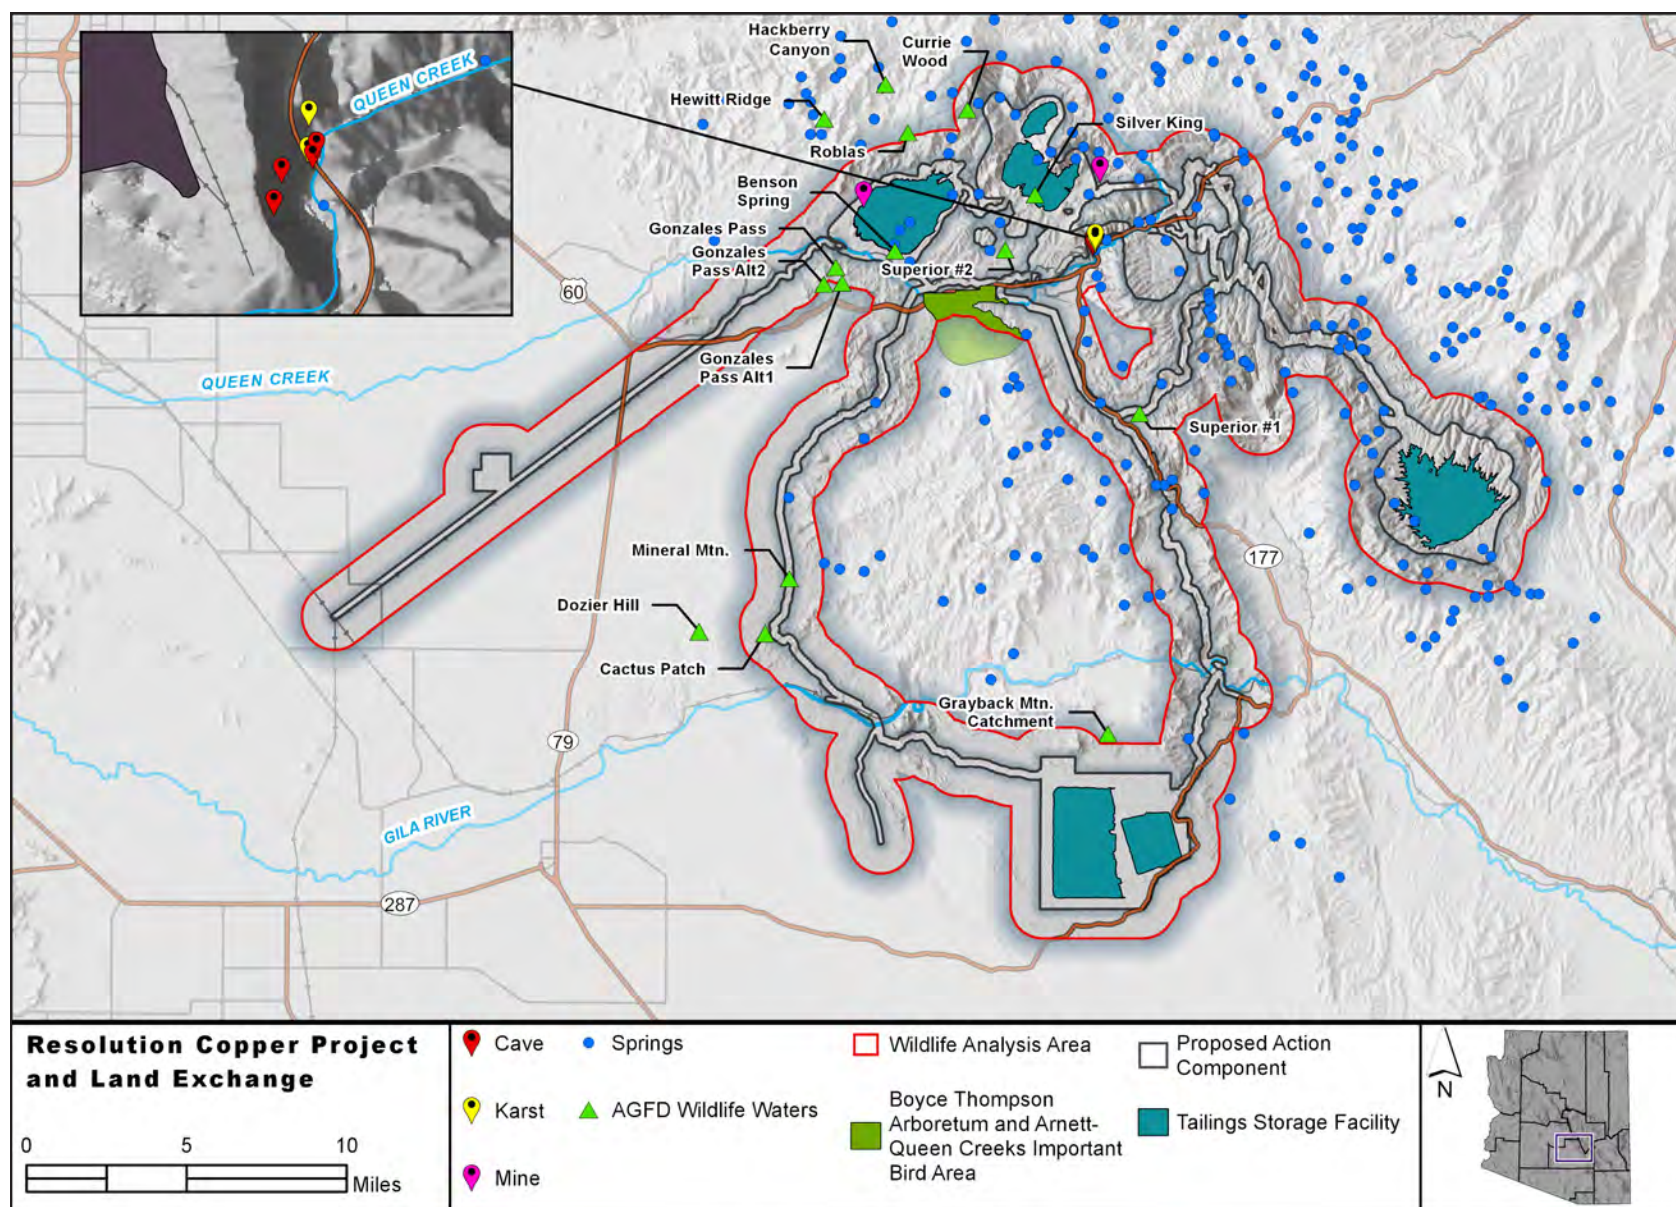 QUEEN CREEK
Hackberry
Canyon
Currie
Wood
Hewitt Ridge
Silver King
Roblas
Benson
Spring
Gonzales Pass
Gonzales
Pass Alt2
Superior #2
60
Gonzales
Pass Alt1
QUEEN CREEK
Superior #1
Mineral Mtn.
177
Dozier Hill
Cactus Patch
Grayback Mtn.
Catchment
79
GILA RIVER
287
Resolution Copper Project
and Land Exchange
0 5 10
Miles
Cave
Springs
Karst
AGFD Wildlife Waters
Mine
Wildlife Analysis Area
Boyce Thompson
Arboretum and Arnett-
Queen Creeks Important
Bird Area
Proposed Action
Component
Tailings Storage Facility
N